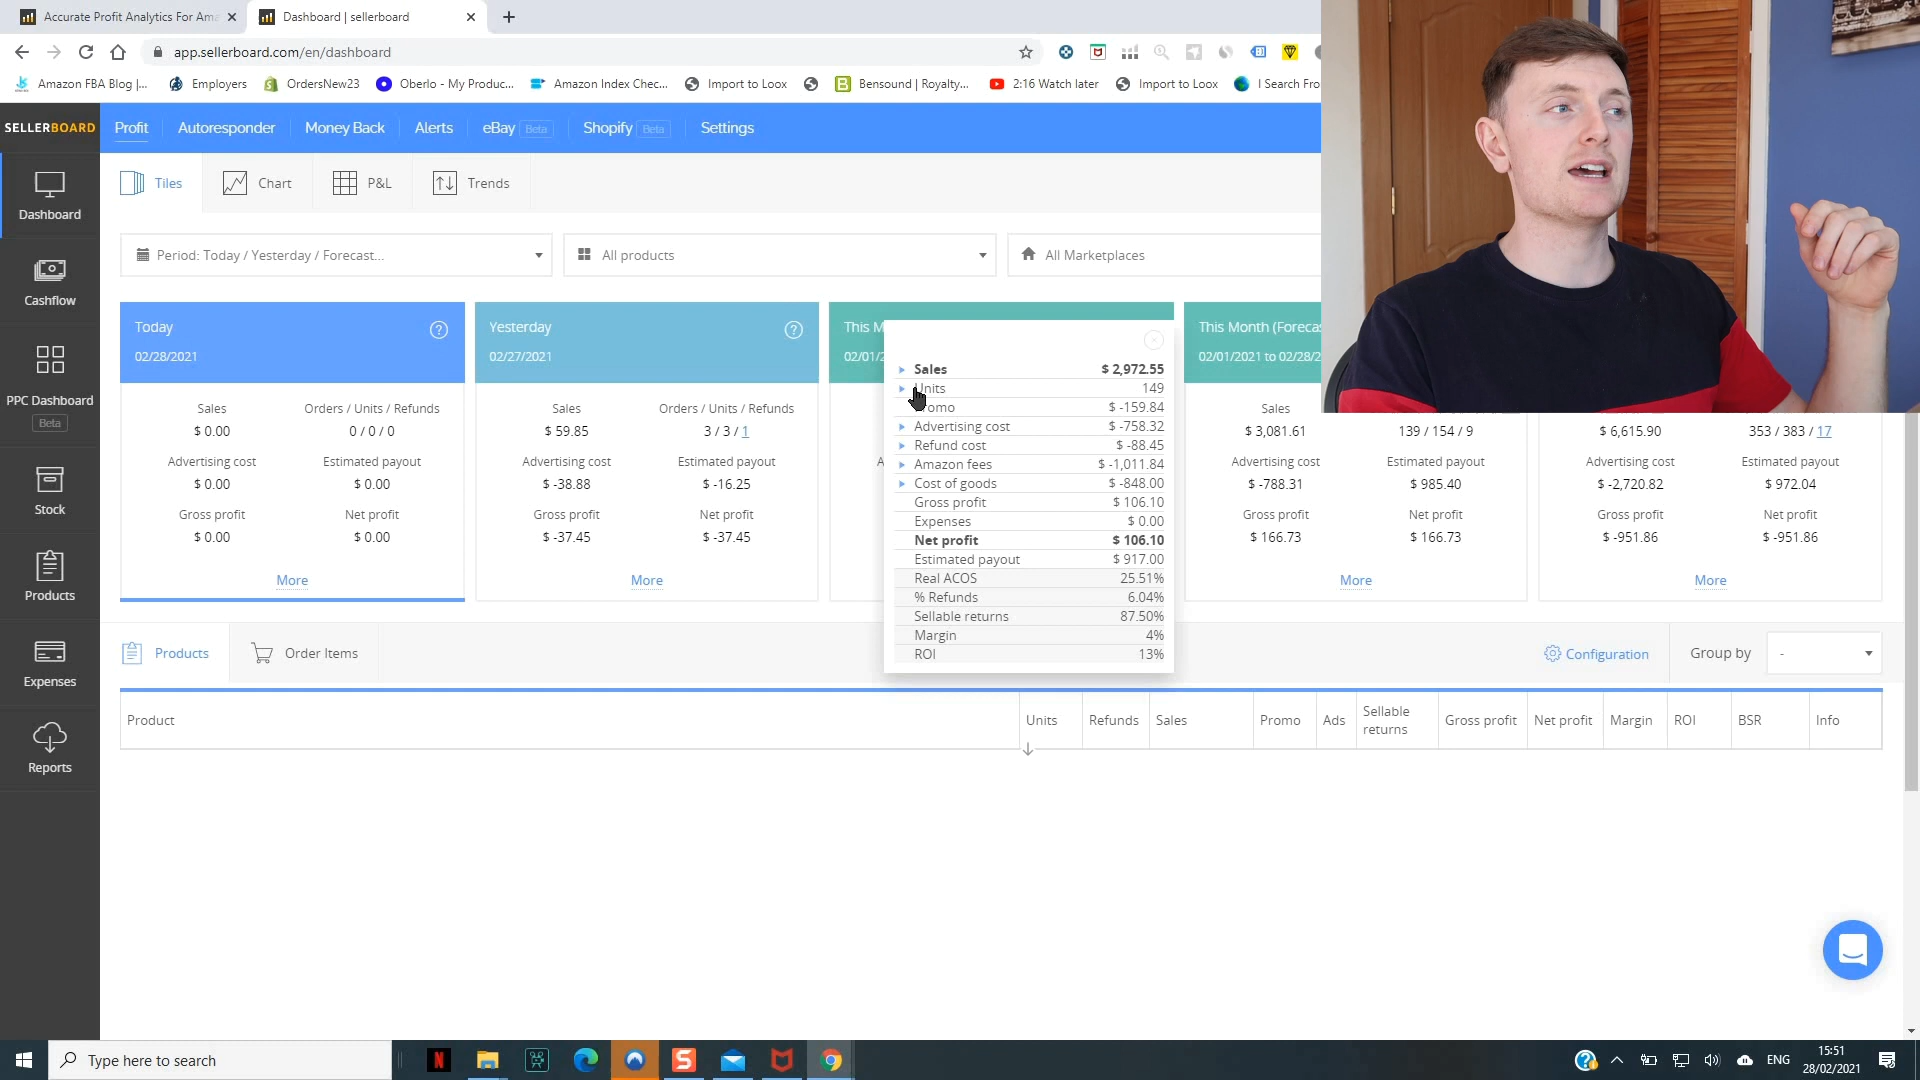 Accurate Profit Analytics For Ama
Dashboard | sellerboard
app.sellerboard.com/en/dashboard
Amazon FBA Blog |...
Employers
OrdersNew23
Oberlo - My Produc...
Amazon Index Chec...
Import to Loox
Bensound | Royalty...
2:16 Watch later
Import to Loox
I Search Fro
SELLERBOARD
Profit
Autoresponder
Money Back
Alerts
eBay Beta
Shopify Beta
Settings
Dashboard
Cashflow
PPC Dashboard
Beta
Stock
Products
Expenses
Reports
Tiles
Chart
P&L
Trends
Period: Today / Yesterday / Forecast...
All products
All Marketplaces
Today
02/28/2021
Sales
$ 0.00
Orders / Units / Refunds
0 / 0 / 0
Advertising cost
$ 0.00
Estimated payout
$ 0.00
Gross profit
$ 0.00
Net profit
$ 0.00
More
Yesterday
02/27/2021
Sales
$ 59.85
Orders / Units / Refunds
3 / 3 / 1
Advertising cost
$ -38.88
Estimated payout
$ -16.25
Gross profit
$ -37.45
Net profit
$ -37.45
More
This M
02/01/2
A
Sales $ 2,972.55
Units 149
omo $ -159.84
Advertising cost $ -758.32
Refund cost $ -88.45
Amazon fees $ -1,011.84
Cost of goods $ -848.00
Gross profit $ 106.10
Expenses $ 0.00
Net profit $ 106.10
Estimated payout $ 917.00
Real ACOS 25.51%
% Refunds 6.04%
Sellable returns 87.50%
Margin 4%
ROI 13%
This Month (Foreca
02/01/2021 to 02/28/2
Sales
$ 3,081.61
139 / 154 / 9
Advertising cost
$ -788.31
Estimated payout
$ 985.40
Gross profit
$ 166.73
Net profit
$ 166.73
More
$ 6,615.90
353 / 383 / 17
Advertising cost
$ -2,720.82
Estimated payout
$ 972.04
Gross profit
$ -951.86
Net profit
$ -951.86
More
Products
Order Items
Configuration
Group by
-
Product
Units
Refunds
Sales
Promo
Ads
Sellable
returns
Gross profit
Net profit
Margin
ROI
BSR
Info
Type here to search
ENG
15:51
28/02/2021